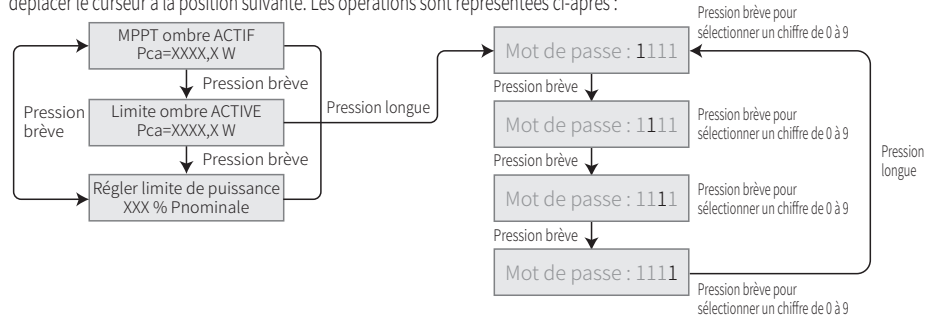 déplacer le curseur à la position suivante. Les opérations sont représentées ci-après :
MPPT ombre ACTIF
Pca=XXXX,X W
Pression brève
Limite ombre ACTIVE
Pca=XXXX,X W
Pression brève
Régler limite de puissance
XXX % Pnominale
Pression
brève
Pression longue
Mot de passe : 1111
Pression brève pour
sélectionner un chiffre de 0 à 9
Pression brève
Mot de passe : 1111
Pression brève pour
sélectionner un chiffre de 0 à 9
Pression brève
Mot de passe : 1111
Pression brève pour
sélectionner un chiffre de 0 à 9
Pression brève
Mot de passe : 1111
Pression brève pour
sélectionner un chiffre de 0 à 9
Pression
longue